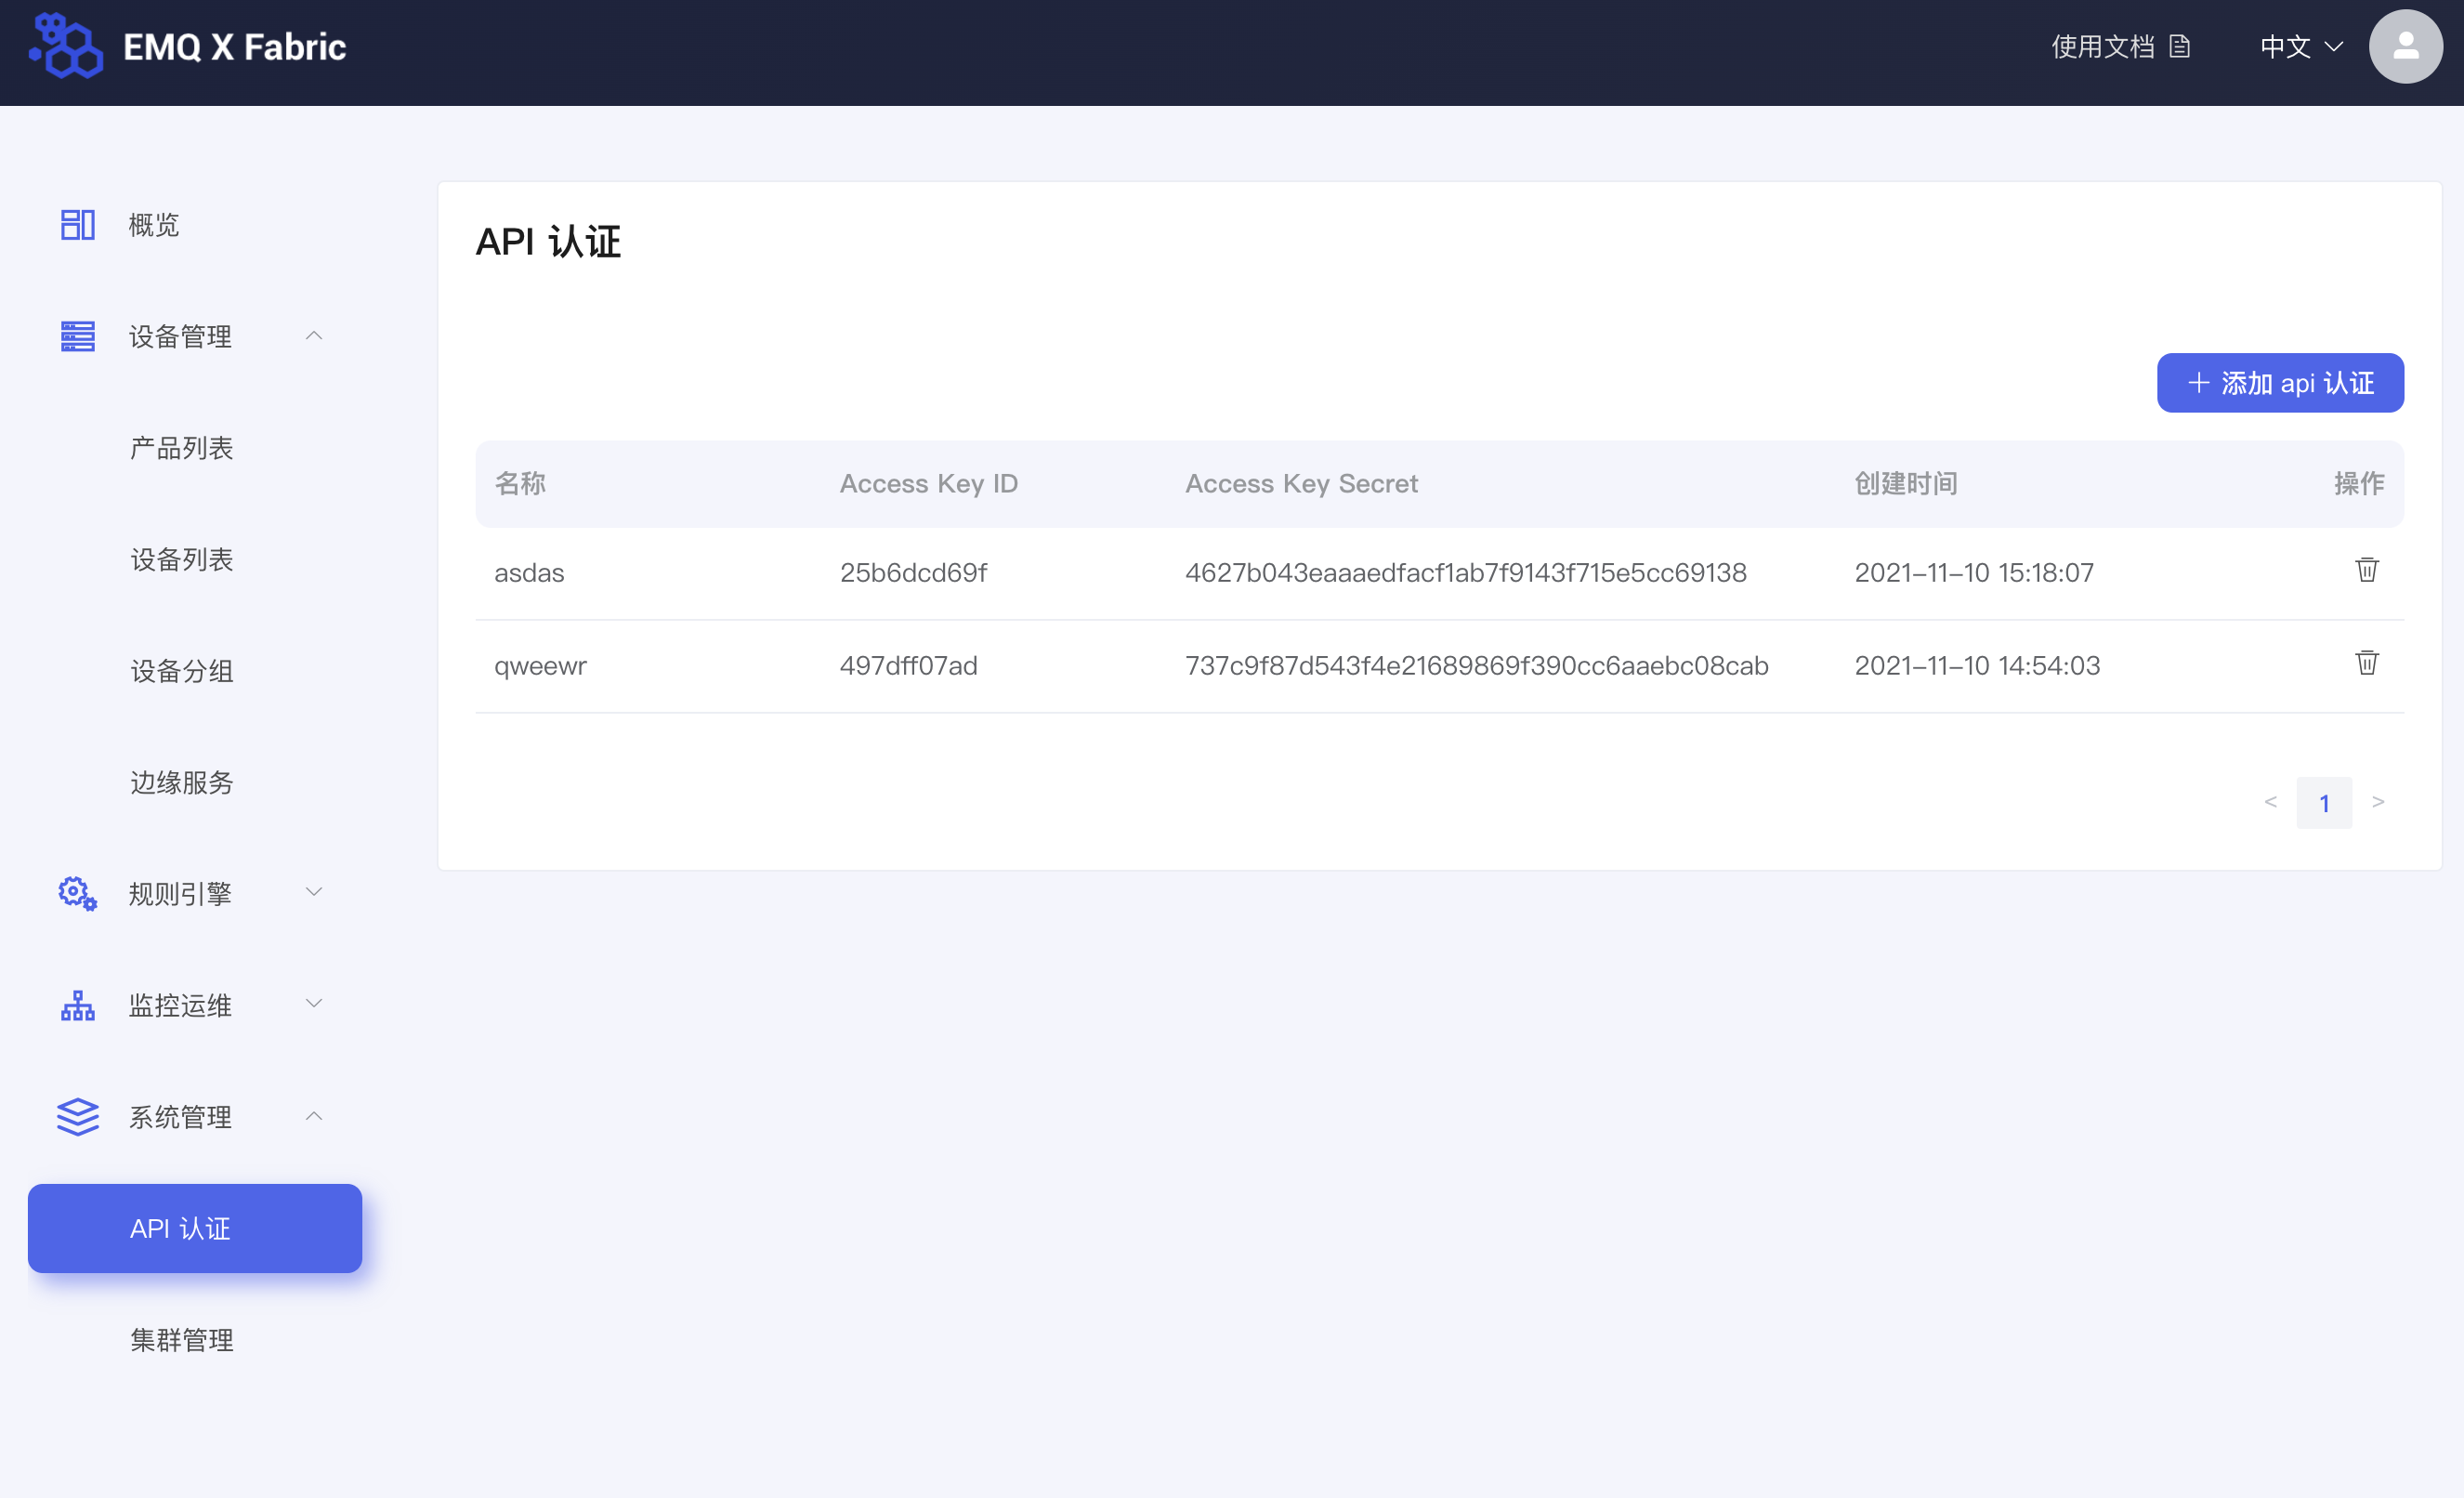 EMQ X Fabric
使用文档
中文
概览
设备管理
产品列表
设备列表
设备分组
边缘服务
规则引擎
监控运维
系统管理
API 认证
集群管理
API 认证
添加 api 认证
名称 Access Key ID Access Key Secret 创建时间 操作
asdas 25b6dcd69f 4627b043eaaaedfacf1ab7f9143f715e5cc69138 2021-11-10 15:18:07
qweewr 497dff07ad 737c9f87d543f4e21689869f390cc6aaebc08cab 2021-11-10 14:54:03
< 1 >